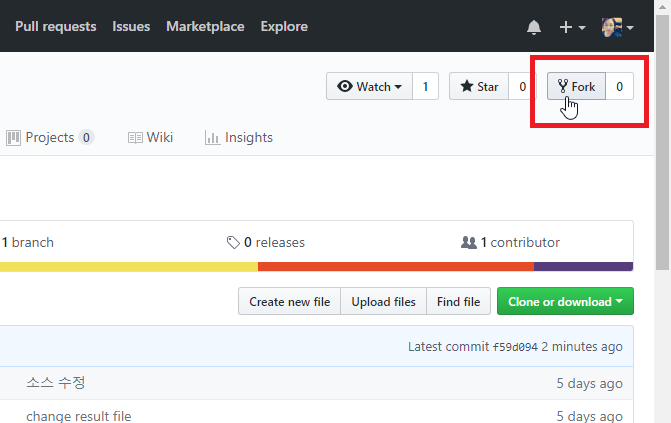 Pull requests Issues Marketplace Explore
Watch 1 Star 0 Fork 0
Projects 0 Wiki Insights
1 branch 0 releases 1 contributor
Create new file Upload files Find file Clone or download
Latest commit f59d094 2 minutes ago
소스 수정 5 days ago
change result file 5 days ago